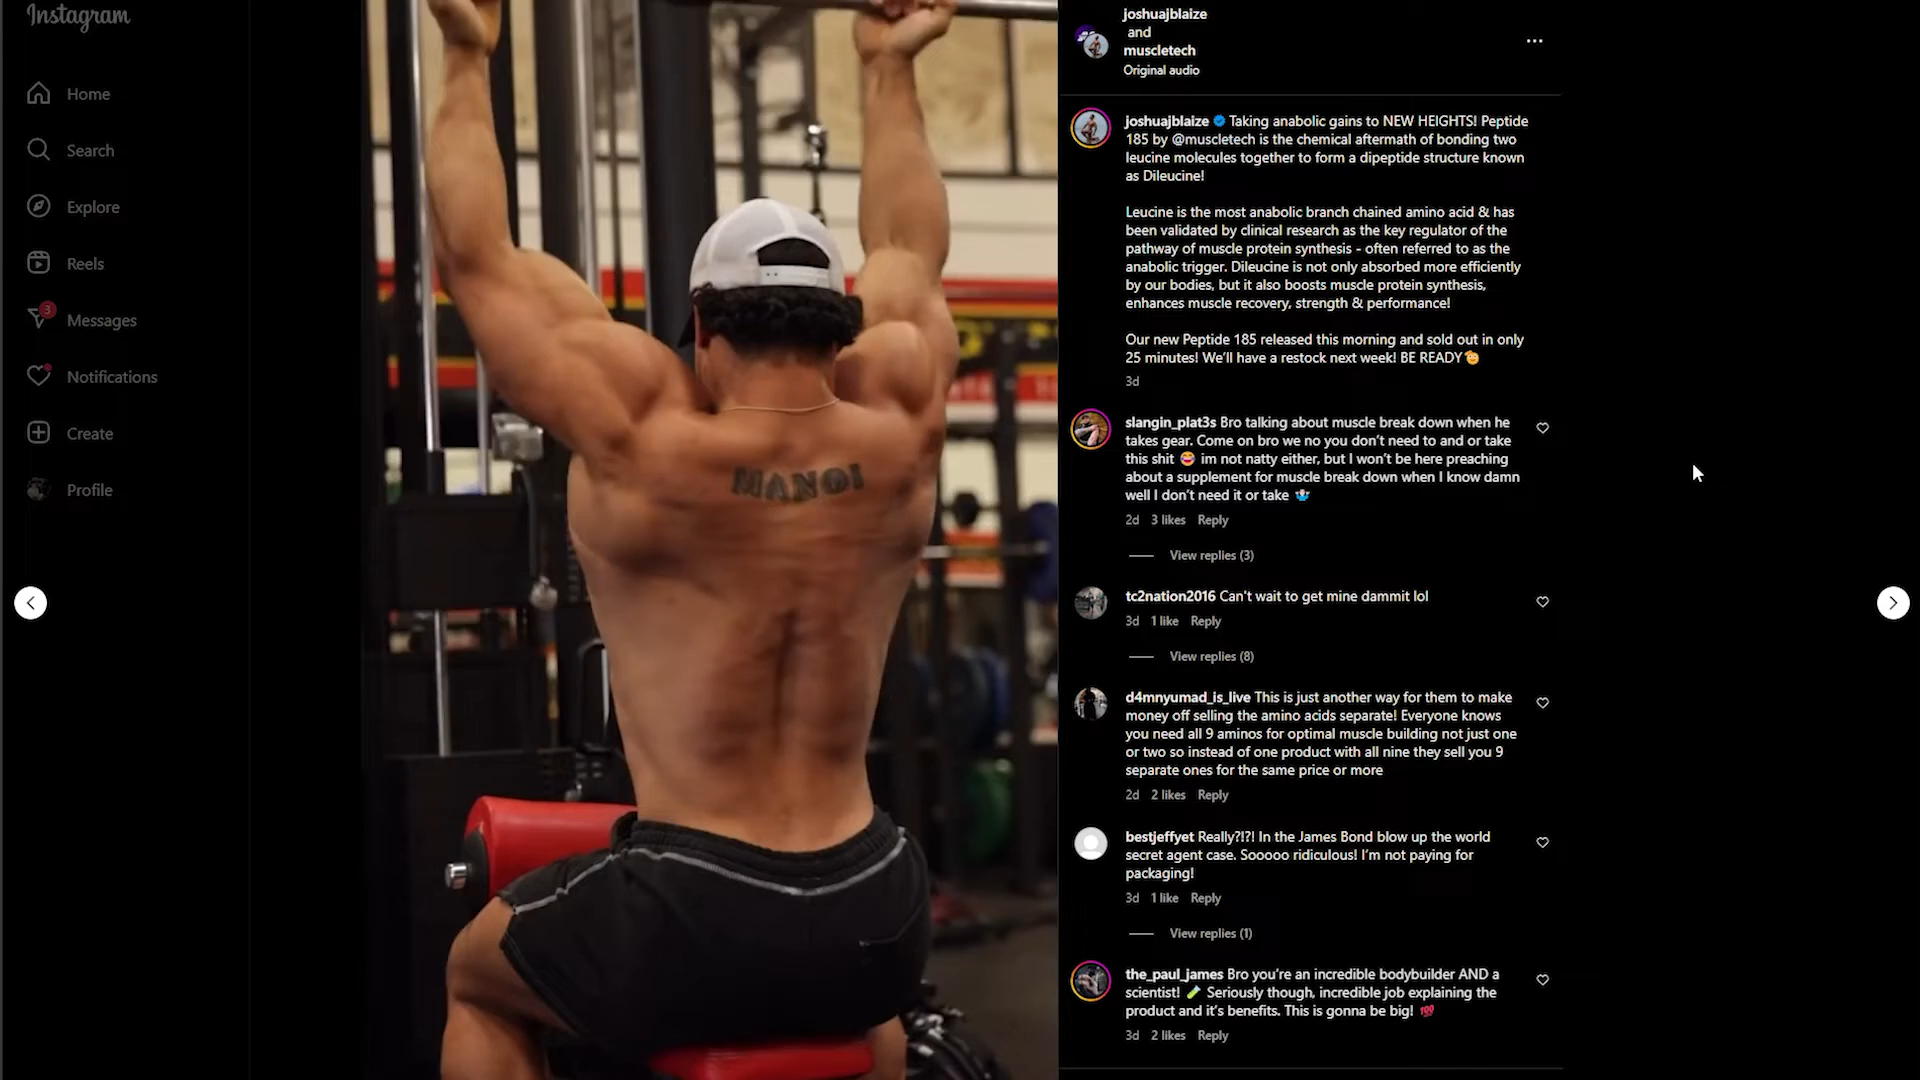 Instagram
Home
Search
Explore
Reels
3
Messages
Notifications
Create
Profile
MANOI
joshuajblaize
and
muscletech
Original audio
joshuajblaize Taking anabolic gains to NEW HEIGHTS! Peptide
185 by @muscletech is the chemical aftermath of bonding two
leucine molecules together to form a dipeptide structure known
as Dileucine!
Leucine is the most anabolic branch chained amino acid & has
been validated by clinical research as the key regulator of the
pathway of muscle protein synthesis - often referred to as the
anabolic trigger. Dileucine is not only absorbed more efficiently
by our bodies, but it also boosts muscle protein synthesis,
enhances muscle recovery, strength & performance!
Our new Peptide 185 released this morning and sold out in only
25 minutes! We'll have a restock next week! BE READY🫡
3d
slangin_plat3s Bro talking about muscle break down when he
takes gear. Come on bro we no you don't need to and or take
this shit 😂 im not natty either, but I won't be here preaching
about a supplement for muscle break down when I know damn
well I don't need it or take 🤷
2d 3 likes Reply
View replies (3)
tc2nation2016 Can't wait to get mine dammit lol
3d 1 like Reply
View replies (8)
d4mnyumad_is_live This is just another way for them to make
money off selling the amino acids separate! Everyone knows
you need all 9 aminos for optimal muscle building not just one
or two so instead of one product with all nine they sell you 9
separate ones for the same price or more
2d 2 likes Reply
bestjeffyet Really?!?! In the James Bond blow up the world
secret agent case. Sooooo ridiculous! I'm not paying for
packaging!
3d 1 like Reply
View replies (1)
the_paul_james Bro you're an incredible bodybuilder AND a
scientist! 🧪 Seriously though, incredible job explaining the
product and it's benefits. This is gonna be big! 💯
3d 2 likes Reply